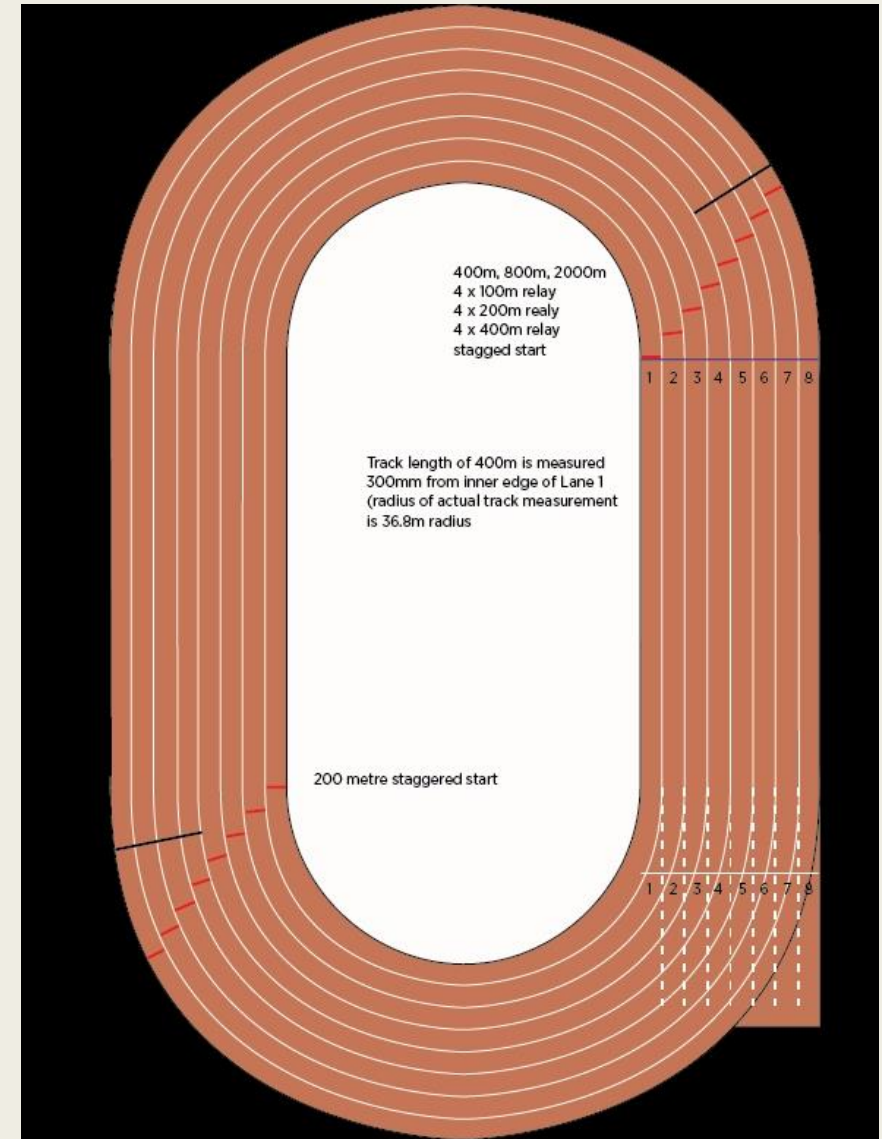 400m, 800m, 2000m
4 x 100m relay
4 x 200m realy
4 x 400m relay
stagged start
1 2 3 4 5 6 7 8
Track length of 400m is measured
300mm from inner edge of Lane 1
(radius of actual track measurement
is 36.8m radius
200 metre staggered start
1 2 3 4 5 6 7 8